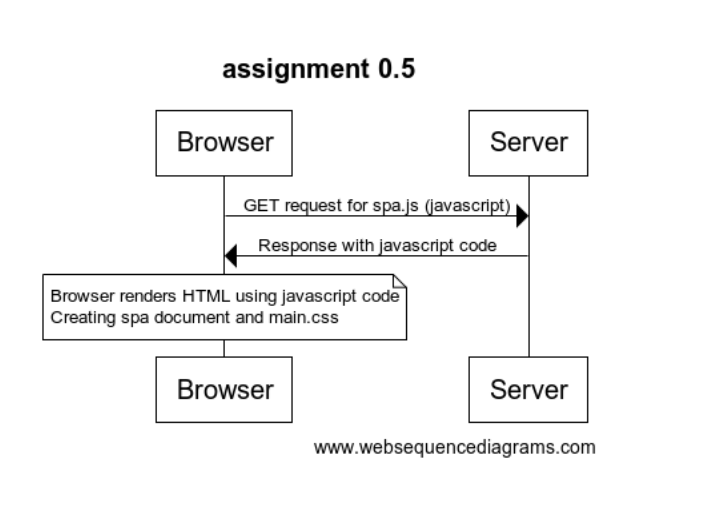 assignment 0.5
Browser
Server
GET request for spa.js (javascript)
Response with javascript code
Browser renders HTML using javascript code
Creating spa document and main.css
Browser
Server
www.websequencediagrams.com